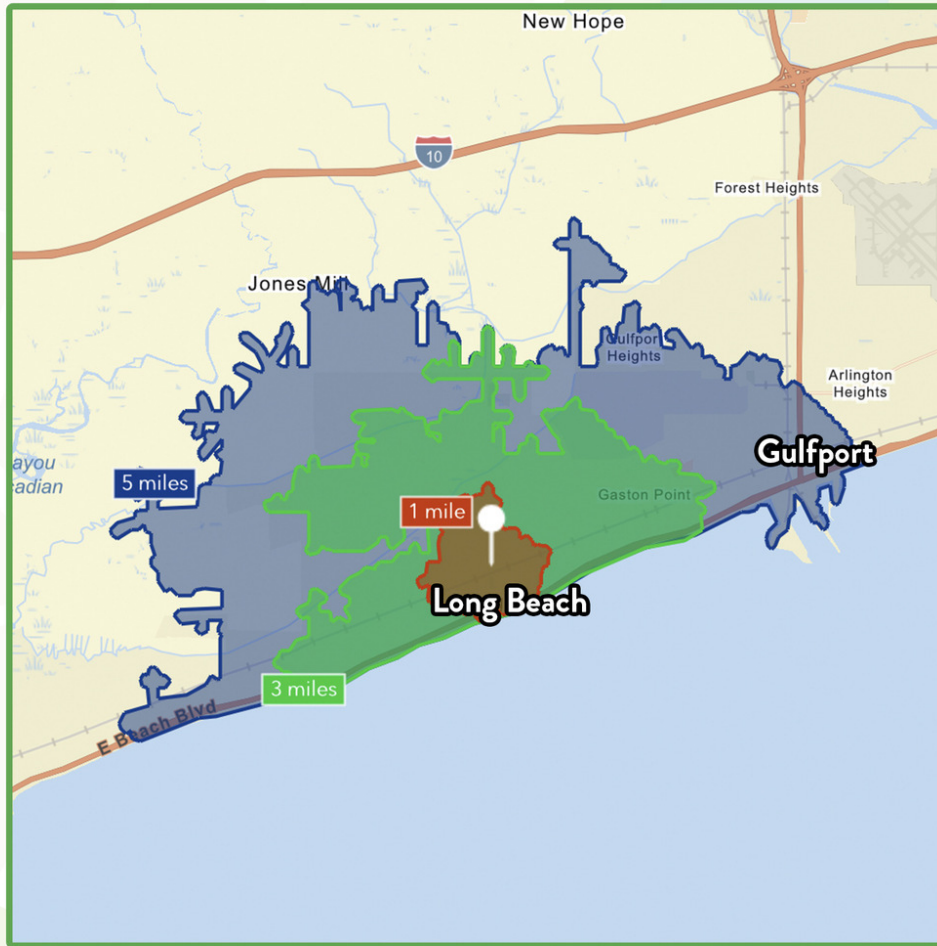 New Hope
10
Forest Heights
Jones Mill
Gulfpor
Heights
Arlington
Heights
Gulfport
ayou
adian
5 miles
Gaston Point
1 mile
Long Beach
3 miles
E Beach Blvd